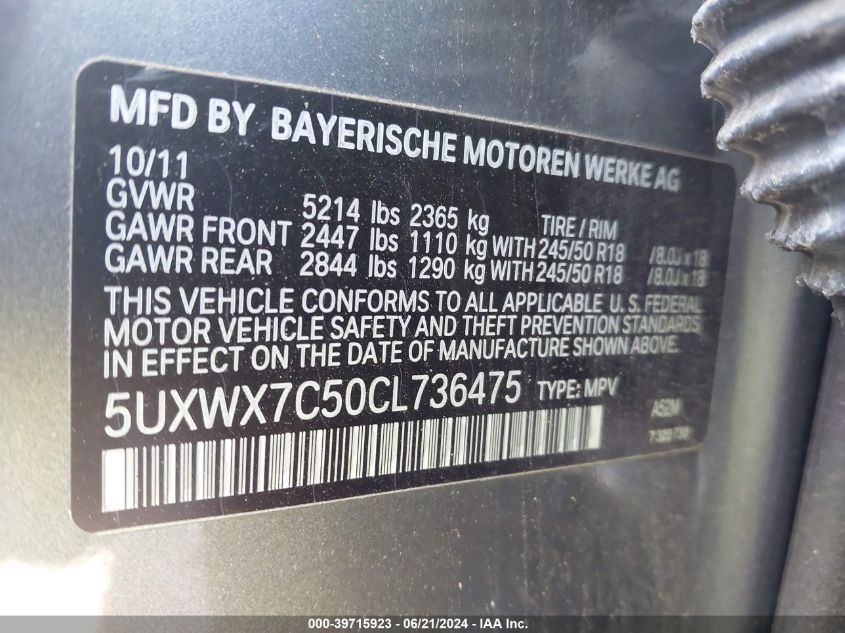 MFD BY BAYERISCHE MOTOREN WERKE AG
10/11
GVWR 5214 lbs 2365 kg TIRE / RIM
GAWR FRONT 2447 lbs 1110 kg WITH 245/50 R18 /8.0J x 18
GAWR REAR 2844 lbs 1290 kg WITH 245/50 R18 /8.0J x 18
THIS VEHICLE CONFORMS TO ALL APPLICABLE U. S. FEDERAL
MOTOR VEHICLE SAFETY AND THEFT PREVENTION STANDARDS
IN EFFECT ON THE DATE OF MANUFACTURE SHOWN ABOVE.
5UXWX7C50CL736475 TYPE: MPV A52M
000-39715923 - 06/21/2024 - IAA Inc.